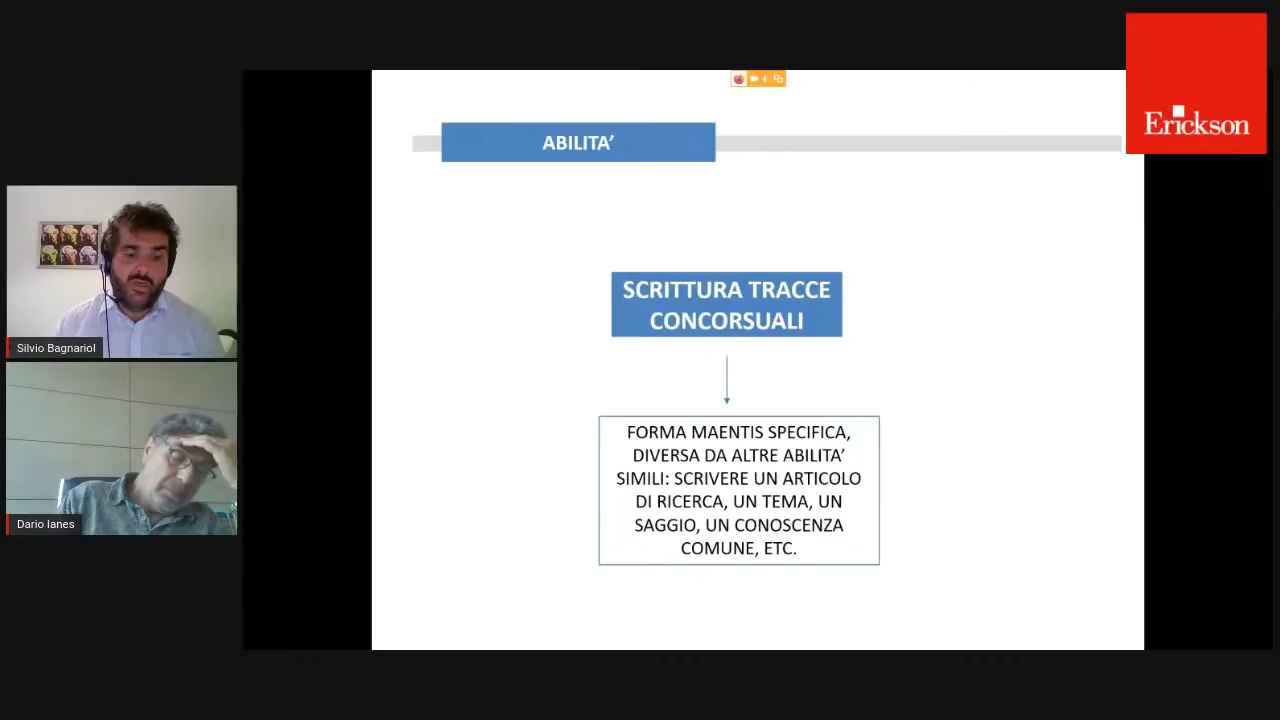 Erickson
ABILITA’
SCRITTURA TRACCE
CONCORSUALI
FORMA MAENTIS SPECIFICA,
DIVERSA DA ALTRE ABILITA’
SIMILI: SCRIVERE UN ARTICOLO
DI RICERCA, UN TEMA, UN
SAGGIO, UN CONOSCENZA
COMUNE, ETC.
Silvio Bagnariol
Dario Ianes